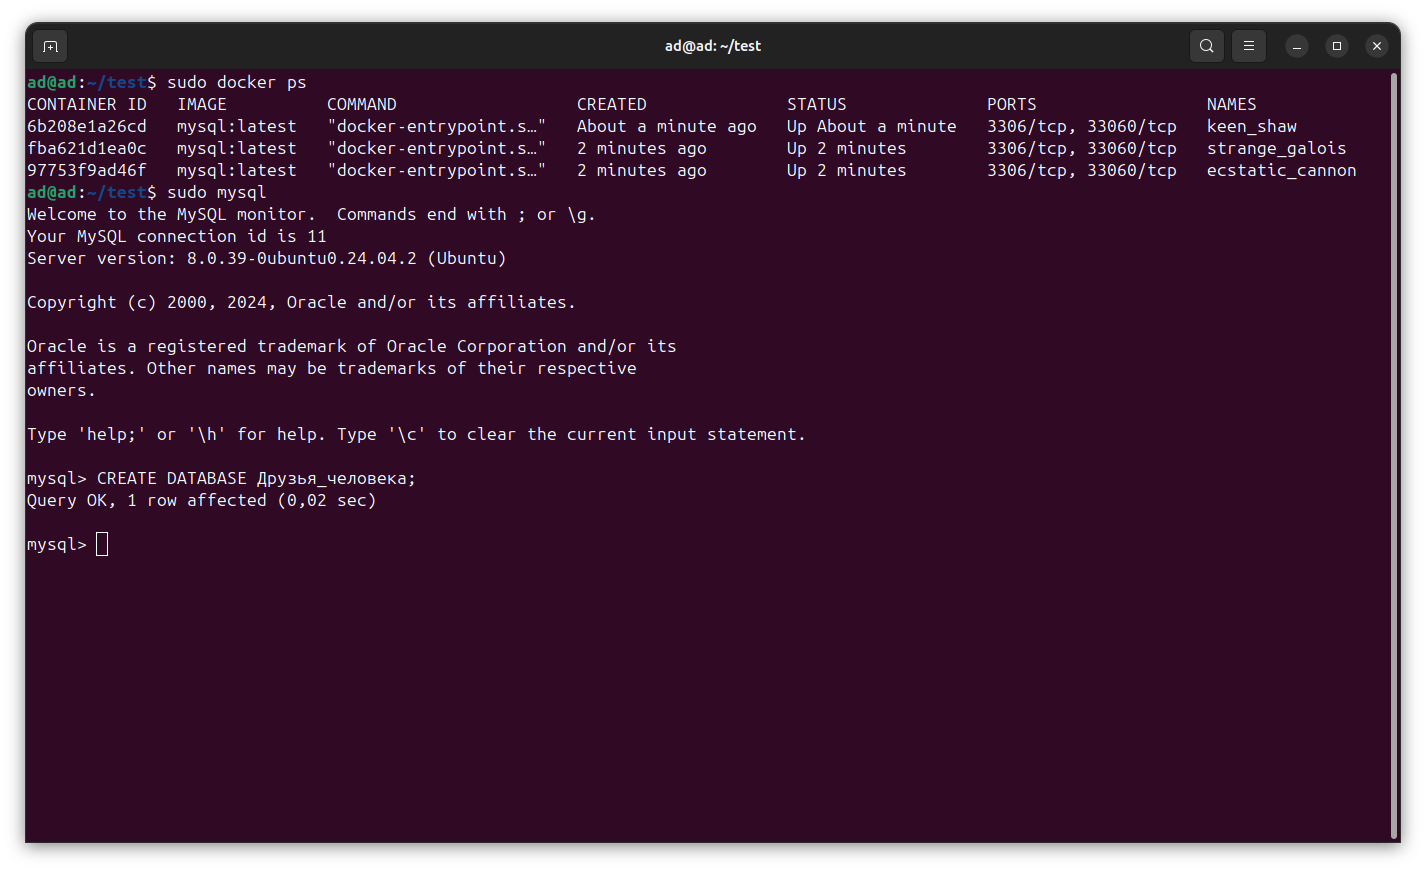 ad@ad: ~/test
ad@ad:~/test$ sudo docker ps
CONTAINER ID   IMAGE          COMMAND                  CREATED              STATUS              PORTS                 NAMES
6b208e1a26cd   mysql:latest   "docker-entrypoint.s…"   About a minute ago   Up About a minute   3306/tcp, 33060/tcp   keen_shaw
fba621d1ea0c   mysql:latest   "docker-entrypoint.s…"   2 minutes ago        Up 2 minutes        3306/tcp, 33060/tcp   strange_galois
97753f9ad46f   mysql:latest   "docker-entrypoint.s…"   2 minutes ago        Up 2 minutes        3306/tcp, 33060/tcp   ecstatic_cannon
ad@ad:~/test$ sudo mysql
Welcome to the MySQL monitor.  Commands end with ; or \g.
Your MySQL connection id is 11
Server version: 8.0.39-0ubuntu0.24.04.2 (Ubuntu)
Copyright (c) 2000, 2024, Oracle and/or its affiliates.
Oracle is a registered trademark of Oracle Corporation and/or its
affiliates. Other names may be trademarks of their respective
owners.
Type 'help;' or '\h' for help. Type '\c' to clear the current input statement.
mysql> CREATE DATABASE Друзья_человека;
Query OK, 1 row affected (0,02 sec)
mysql>